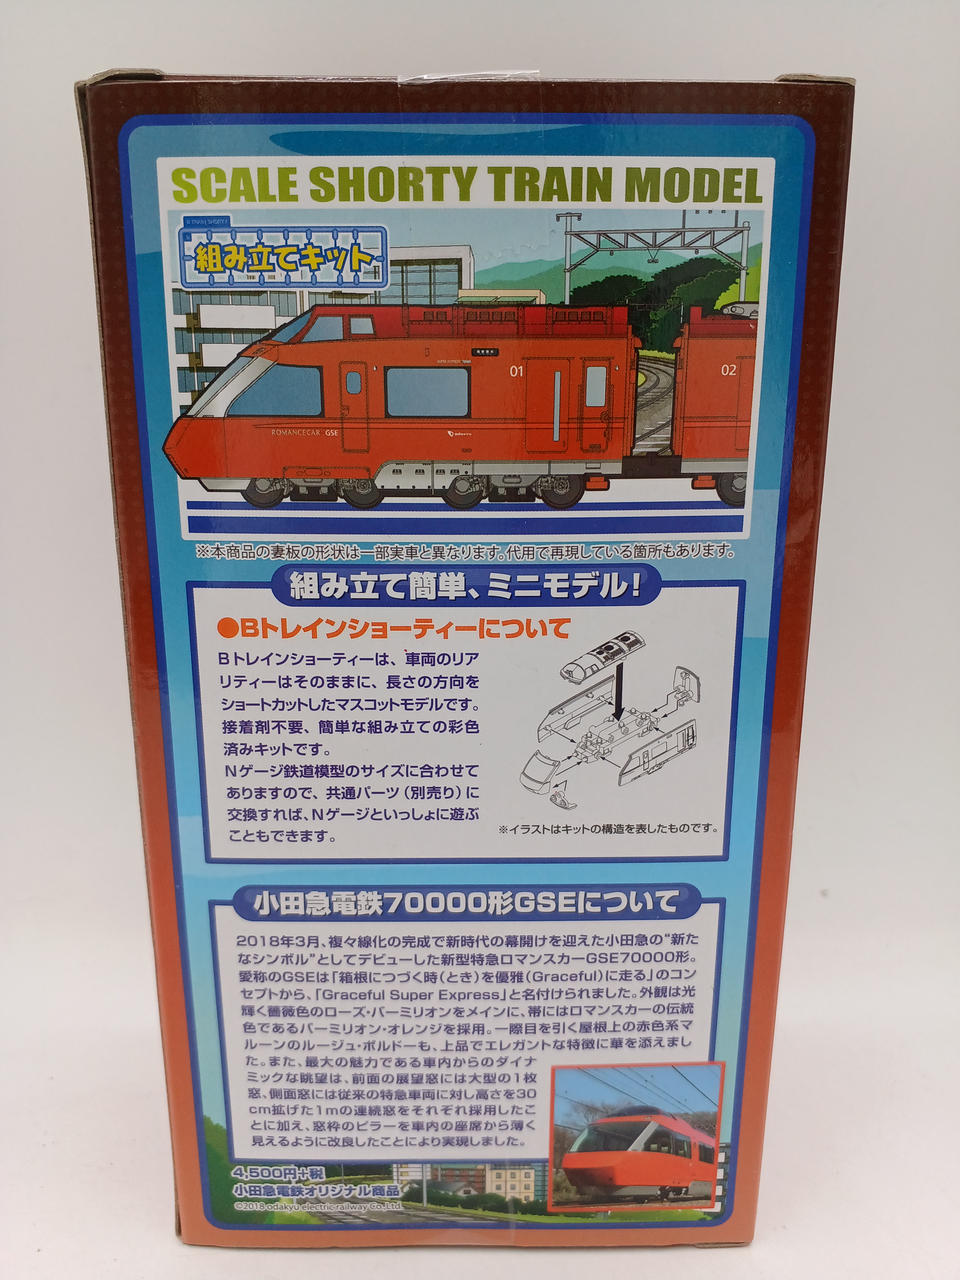 SCALE SHORTY TRAIN MODEL
B TRAIN SHORTY
組み立てキット
01
02
ROMANCECAR GSE
※本商品の妻板の形状は一部実車と異なります。代用で再現している箇所もあります。
組み立て簡単、ミニモデル!
●Bトレインショーティーについて
Bトレインショーティーは、車両のリア
リティーはそのままに、長さの方向を
ショートカットしたマスコットモデルです。
接着剤不要、簡単な組み立ての彩色
済みキットです。
Nゲージ鉄道模型のサイズに合わせて
ありますので、共通パーツ(別売り)に
交換すれば、Nゲージといっしょに遊ぶ
こともできます。
※イラストはキットの構造を表したものです。
小田急電鉄70000形GSEについて
2018年3月、複々線化の完成で新時代の幕開けを迎えた小田急の"新た
なシンボル"としてデビューした新型特急ロマンスカーGSE70000形。
愛称のGSEは「箱根につづく時(とき)を優雅(Graceful)に走る」のコン
セプトから、「Graceful Super Express」と名付けられました。外観は光
輝く薔薇色のローズ・バーミリオンをメインに、帯にはロマンスカーの伝統
色であるバーミリオン・オレンジを採用。一際目を引く屋根上の赤色系マ
ルーンのルージュ・ボルドーも、上品でエレガントな特徴に華を添えまし
た。また、最大の魅力である車内からのダイナ
ミックな眺望は、前面の展望窓には大型の1枚
窓、側面窓には従来の特急車両に対し高さを30
cm拡げた1mの連続窓をそれぞれ採用したこ
とに加え、窓枠のピラーを車内の座席から薄く
見えるように改良したことにより実現しました。
4,500円+税
小田急電鉄オリジナル商品
©2018 odakyu electric railway Co.,Ltd.